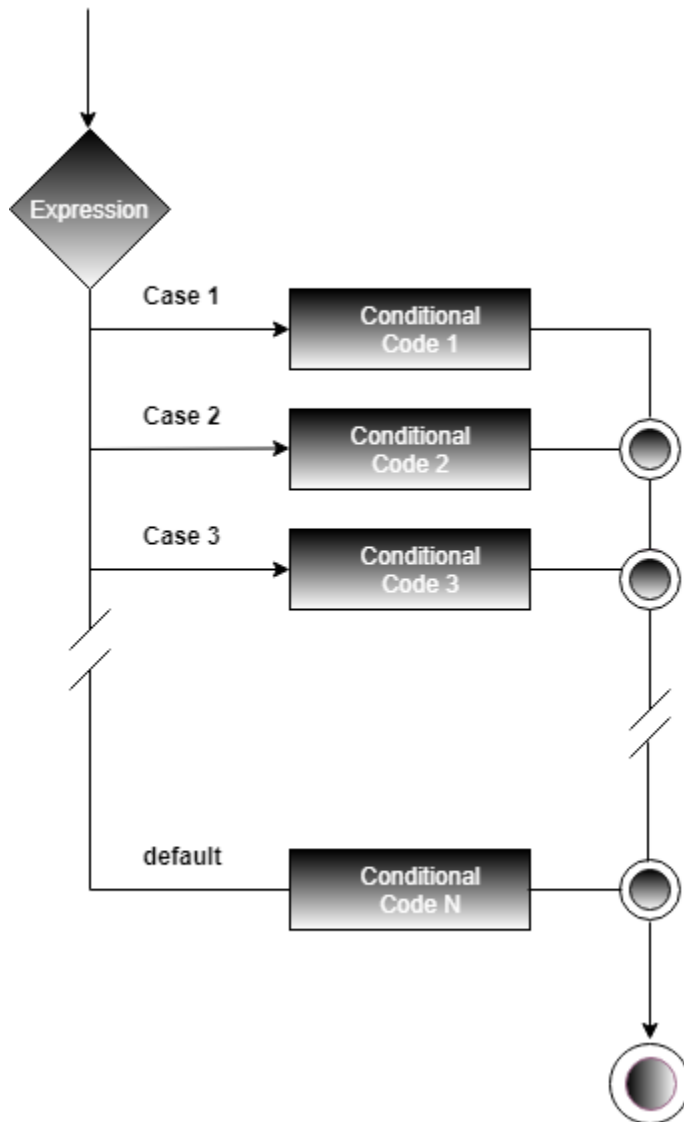 Expression
Case 1
Conditional
Code 1
Case 2
Conditional
Code 2
Case 3
Conditional
Code 3
default
Conditional
Code N